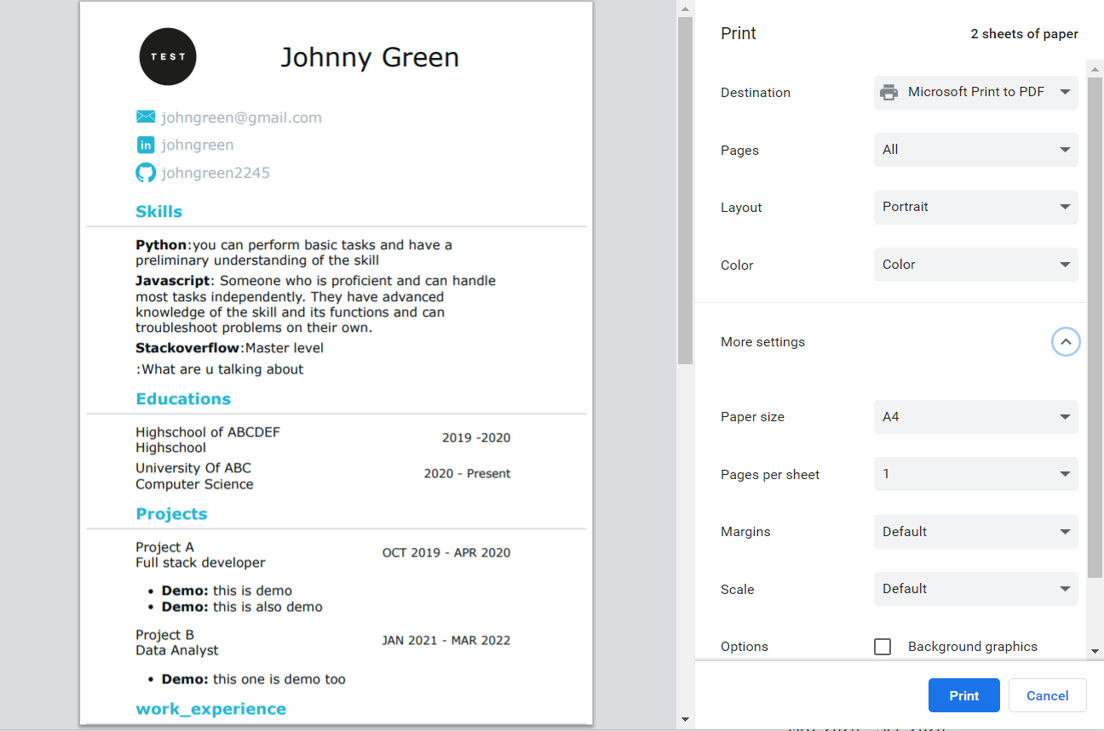 TEST
Johnny Green
johngreen@gmail.com
in johngreen
johngreen2245
Skills
Python:you can perform basic tasks and have a
preliminary understanding of the skill
Javascript: Someone who is proficient and can handle
most tasks independently. They have advanced
knowledge of the skill and its functions and can
troubleshoot problems on their own.
Stackoverflow:Master level
:What are u talking about
Educations
Highschool of ABCDEF
Highschool
2019 -2020
University Of ABC
Computer Science
2020 - Present
Projects
Project A
Full stack developer
OCT 2019 - APR 2020
• Demo: this is demo
• Demo: this is also demo
Project B
Data Analyst
JAN 2021 - MAR 2022
• Demo: this one is demo too
work_experience
Print
2 sheets of paper
Destination
Microsoft Print to PDF
Pages
All
Layout
Portrait
Color
Color
More settings
Paper size
A4
Pages per sheet
1
Margins
Default
Scale
Default
Options
Background graphics
Print
Cancel